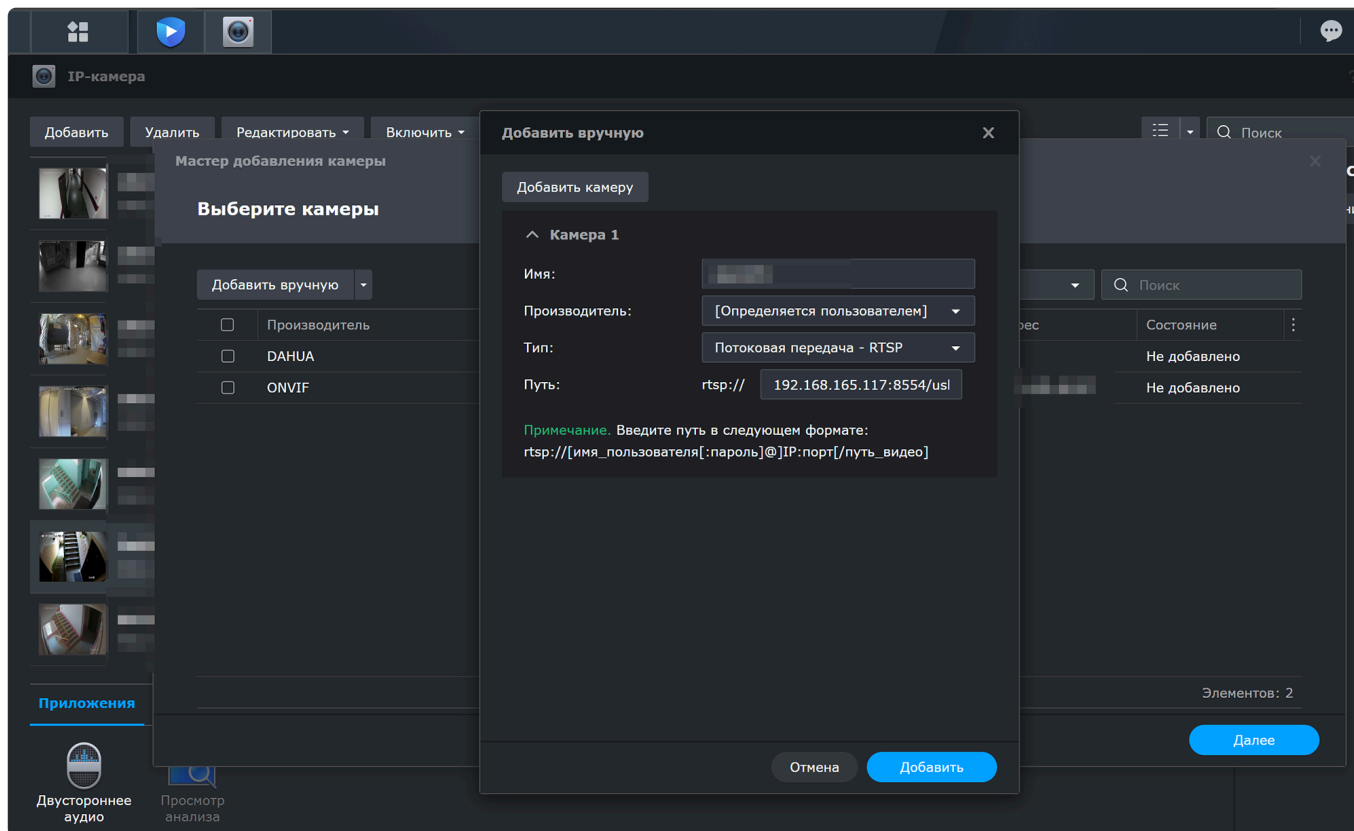 IP-камера
Добавить
Удалить
Редактировать
Включить
Поиск
Мастер добавления камеры
Выберите камеры
Добавить вручную
Поиск
Производитель
Состояние
DAHUA
Не добавлено
ONVIF
Не добавлено
Элементов: 2
Далее
Добавить вручную
Добавить камеру
Камера 1
Имя:
Производитель:
[Определяется пользователем]
Тип:
Потоковая передача - RTSP
Путь:
rtsp://
192.168.165.117:8554/usl
Примечание. Введите путь в следующем формате:
rtsp://[имя_пользователя[:пароль]@]IP:порт[/путь_видео]
Отмена
Добавить
Приложения
Двустороннее
аудио
Просмотр
анализа